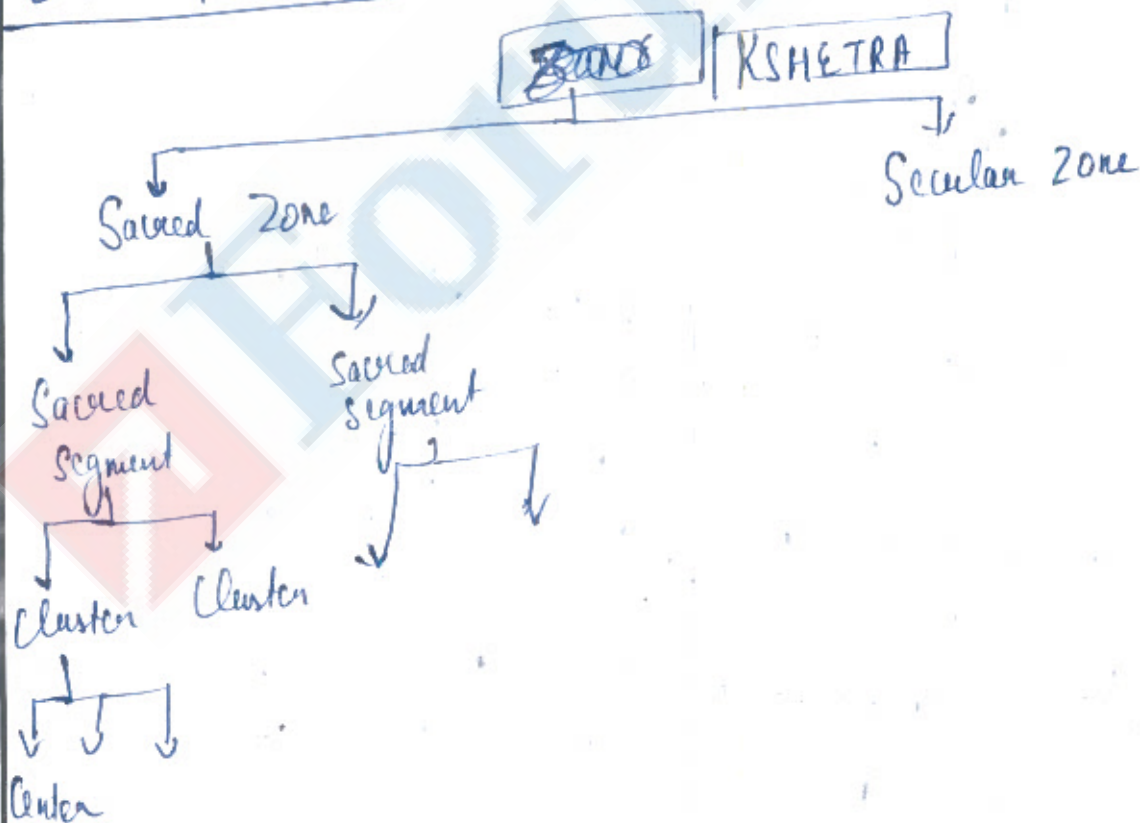 KSHETRA
Sacred Zone
Secular Zone
Sacred
segment
Sacred
segment
Cluster
Cluster
Center